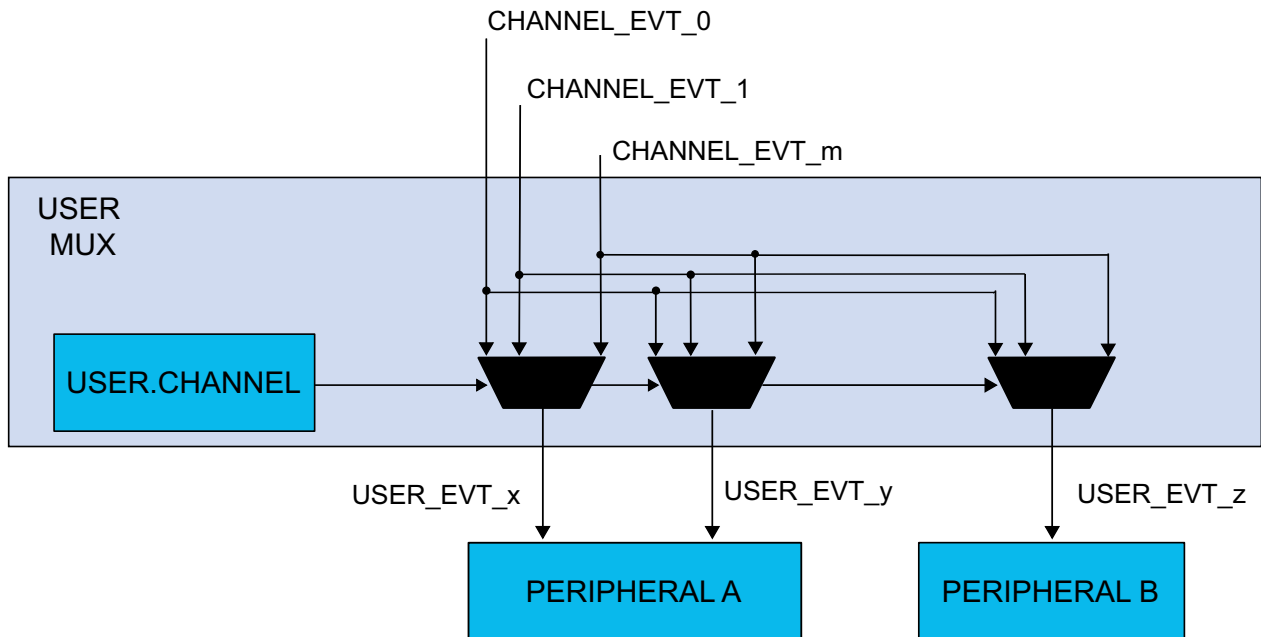 CHANNEL_EVT_0
CHANNEL_EVT_1
CHANNEL_EVT_m
USER
MUX
USER.CHANNEL
USER_EVT_x
USER_EVT_y
USER_EVT_z
PERIPHERAL A
PERIPHERAL B